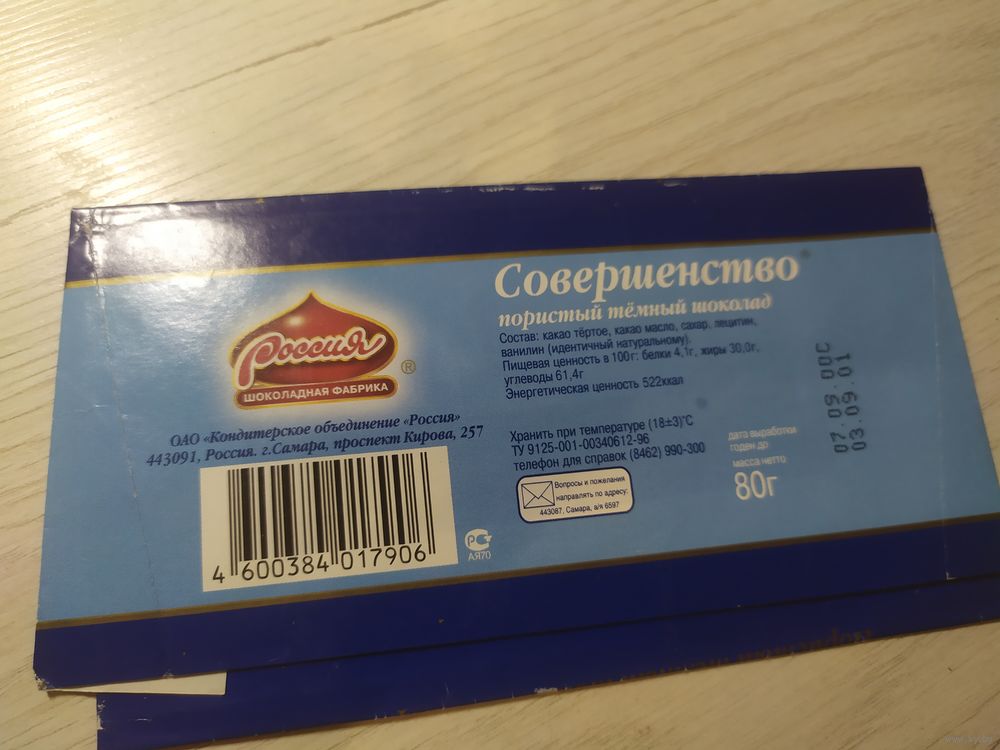 Россия
®
ШОКОЛАДНАЯ ФАБРИКА
ОАО «Кондитерское объединение «Россия»
443091, Россия. г.Самара, проспект Кирова, 257
4 600384 017906
АЯ70
Совершенство®
пористый тёмный шоколад
Состав: какао тёртое, какао масло, сахар, лецитин,
ванилин (идентичный натуральному).
Пищевая ценность в 100г: белки 4,1г, жиры 30,0г,
углеводы 61,4г
Энергетическая ценность 522ккал
Хранить при температуре (18±3)°С
ТУ 9125-001-00340612-96
телефон для справок (8462) 990-300
Вопросы и пожелания
направлять по адресу:
443087, Самара, а/я 6597
дата выработки
годен до
масса нетто
80г
07.09.00С
03.09.01